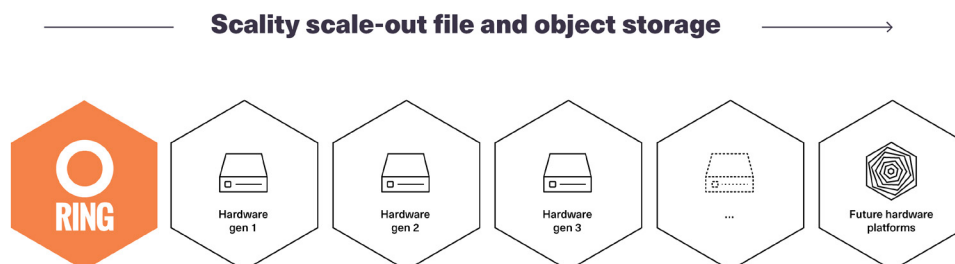 Scality scale-out file and object storage
RING
Hardware
gen 1
Hardware
gen 2
Hardware
gen 3
...
Future hardware
platforms